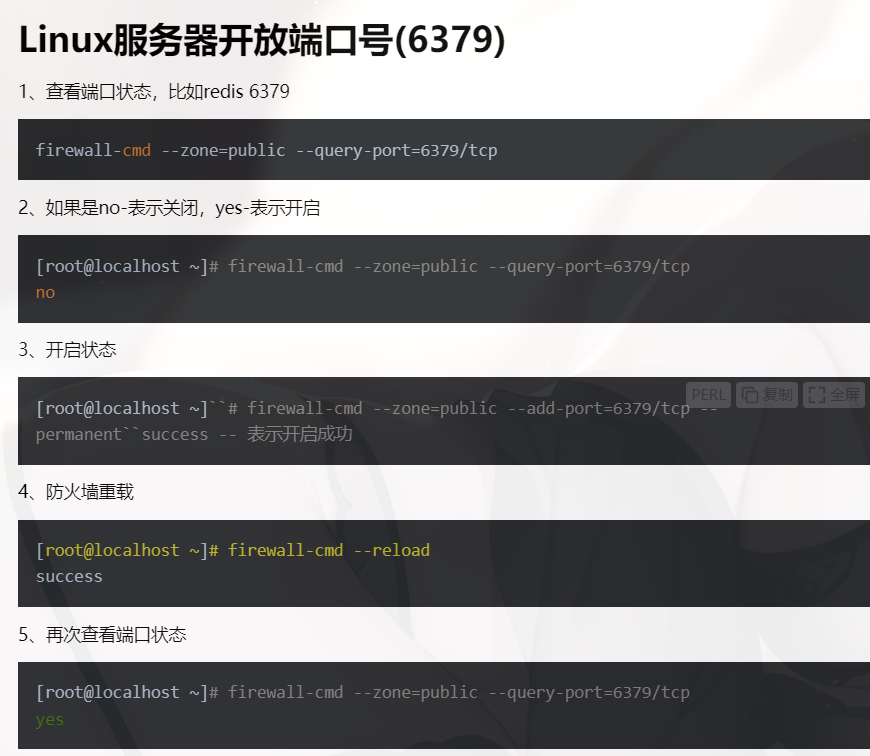 Linux服务器开放端口号(6379)
1、查看端口状态，比如redis 6379
firewall-cmd --zone=public --query-port=6379/tcp
2、如果是no-表示关闭，yes-表示开启
[root@localhost ~]# firewall-cmd --zone=public --query-port=6379/tcp
no
3、开启状态
PERL 复制 全屏
[root@localhost ~]``# firewall-cmd --zone=public --add-port=6379/tcp --
permanent``success -- 表示开启成功
4、防火墙重载
[root@localhost ~]# firewall-cmd --reload
success
5、再次查看端口状态
[root@localhost ~]# firewall-cmd --zone=public --query-port=6379/tcp
yes